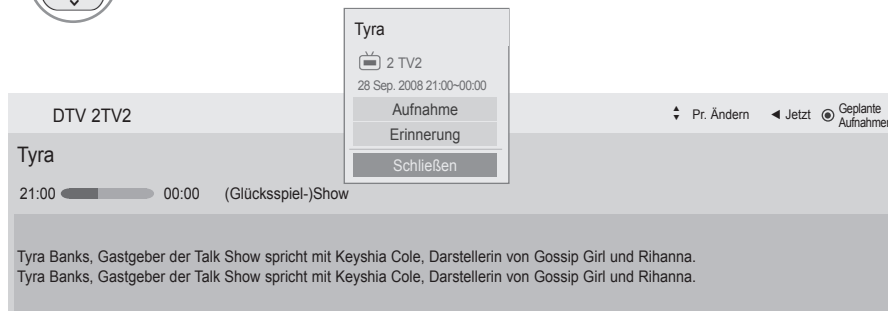 Tyra
2 TV2
28 Sep. 2008 21:00~00:00
Aufnahme
Erinnerung
Schließen
DTV 2TV2
Pr. Ändern
Jetzt
Geplante
Tyra
21:00 00:00 (Glücksspiel-)Show
Tyra Banks, Gastgeber der Talk Show spricht mit Keyshia Cole, Darstellerin von Gossip Girl und Rihanna.
Tyra Banks, Gastgeber der Talk Show spricht mit Keyshia Cole, Darstellerin von Gossip Girl und Rihanna.